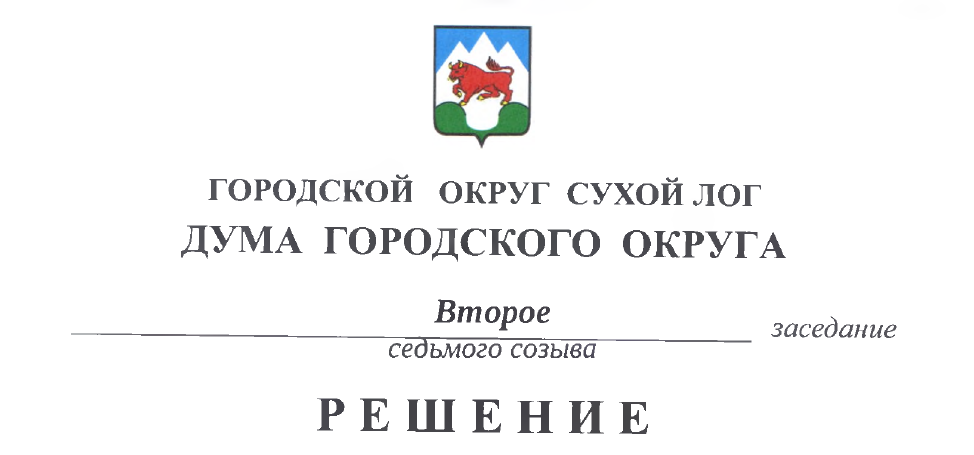 ГОРОДСКОЙ ОКРУГ СУХОЙ ЛОГ
ДУМА ГОРОДСКОГО ОКРУГА
Второе заседание
седьмого созыва
РЕШЕНИЕ